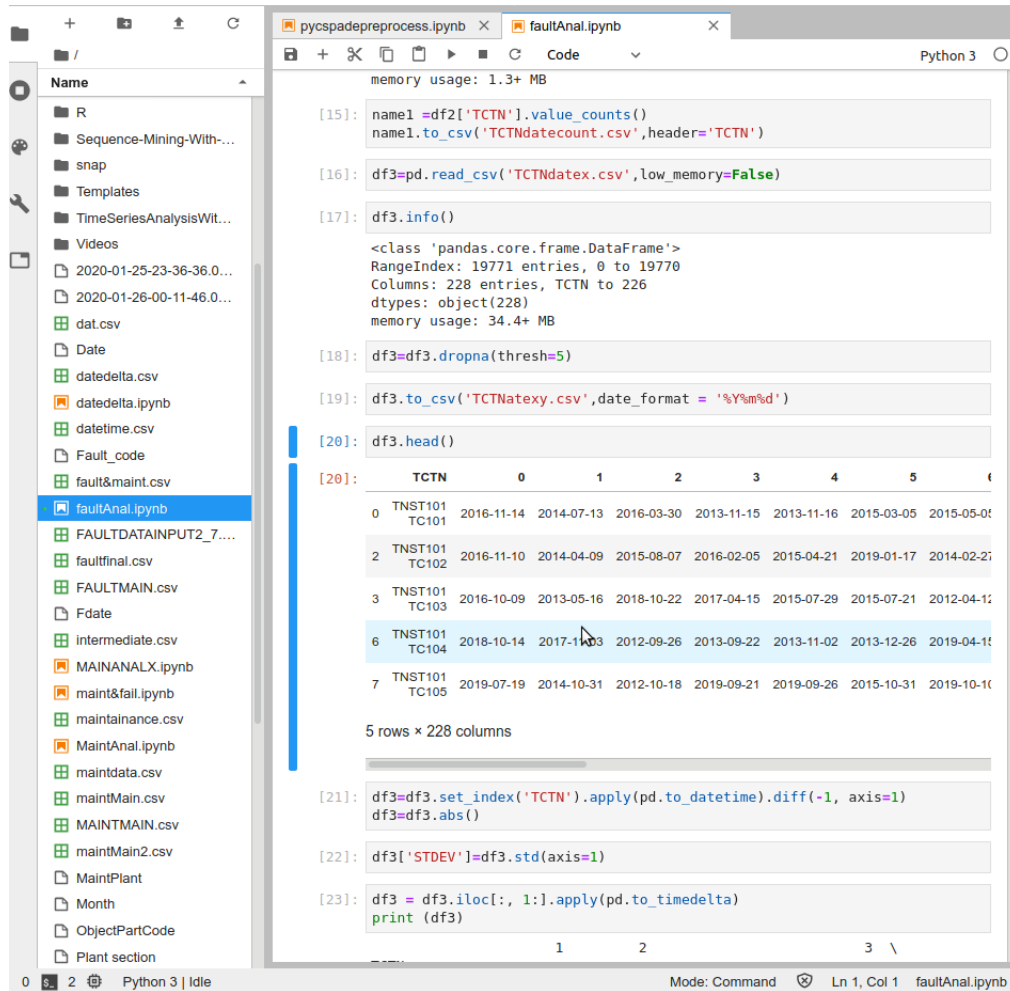 /
Name
R
Sequence-Mining-With-...
snap
Templates
TimeSeriesAnalysisWit...
Videos
2020-01-25-23-36-36.0...
2020-01-26-00-11-46.0...
dat.csv
Date
datedelta.csv
datedelta.ipynb
datetime.csv
Fault_code
fault&maint.csv
faultAnal.ipynb
FAULTDATAINPUT2_7....
faultfinal.csv
FAULTMAIN.csv
Fdate
intermediate.csv
MAINANALX.ipynb
maint&fail.ipynb
maintainance.csv
MaintAnal.ipynb
maintdata.csv
maintMain.csv
MAINTMAIN.csv
maintMain2.csv
MaintPlant
Month
ObjectPartCode
Plant section
pycspadepreprocess.ipynb
faultAnal.ipynb
Code
Python 3
memory usage: 1.3+ MB
[15]: name1 =df2['TCTN'].value_counts()
name1.to_csv('TCTNdatecount.csv',header='TCTN')
[16]: df3=pd.read_csv('TCTNdatex.csv',low_memory=False)
[17]: df3.info()
<class 'pandas.core.frame.DataFrame'>
RangeIndex: 19771 entries, 0 to 19770
Columns: 228 entries, TCTN to 226
dtypes: object(228)
memory usage: 34.4+ MB
[18]: df3=df3.dropna(thresh=5)
[19]: df3.to_csv('TCTNatexy.csv',date_format = '%Y%m%d')
[20]: df3.head()
[20]: TCTN 0 1 2 3 4 5
0 TNST101 TC101 2016-11-14 2014-07-13 2016-03-30 2013-11-15 2013-11-16 2015-03-05 2015-05-05
2 TNST101 TC102 2016-11-10 2014-04-09 2015-08-07 2016-02-05 2015-04-21 2019-01-17 2014-02-27
3 TNST101 TC103 2016-10-09 2013-05-16 2018-10-22 2017-04-15 2015-07-29 2015-07-21 2012-04-12
6 TNST101 TC104 2018-10-14 2012-09-26 2013-09-22 2013-11-02 2013-12-26 2019-04-15
7 TNST101 TC105 2019-07-19 2014-10-31 2012-10-18 2019-09-21 2019-09-26 2015-10-31 2019-10-10
5 rows × 228 columns
[21]: df3=df3.set_index('TCTN').apply(pd.to_datetime).diff(-1, axis=1)
df3=df3.abs()
[22]: df3['STDEV']=df3.std(axis=1)
[23]: df3 = df3.iloc[:, 1:].apply(pd.to_timedelta)
print (df3)
1 2 3 \
0 $_ 2 Python 3 | Idle
Mode: Command Ln 1, Col 1 faultAnal.ipynb